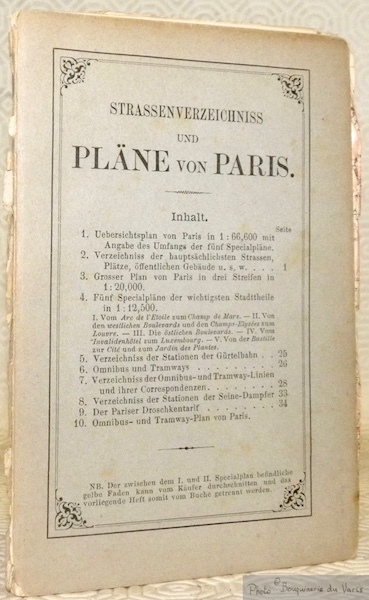 STRASSENVERZEICHNISS
UND
PLÄNE VON PARIS.
Inhalt.
Seite
1. Uebersichtsplan von Paris in 1 : 66,600 mit
Angabe des Umfangs der fünf Specialpläne.
2. Verzeichniss der hauptsächlichsten Strassen,
Plätze, öffentlichen Gebäude u. s. w. . . . 1
3. Grosser Plan von Paris in drei Streifen in
1 : 20,000.
4. Fünf Specialpläne der wichtigsten Stadttheile
in 1 : 12,500.
I. Vom Arc de l'Etoile zum Champ de Mars. — II. Von
den westlichen Boulevards und den Champs-Elysées zum
Louvre. — III. Die östlichen Boulevards. — IV. Vom
Invalidenhôtel zum Luxembourg. — V. Von der Bastille
zur Cité und zum Jardin des Plantes.
5. Verzeichniss der Stationen der Gürtelbahn . . 25
6. Omnibus und Tramways . . . . . . . . . 26
7. Verzeichniss der Omnibus- und Tramway-Linien
und ihrer Correspondenzen . . . . . . . . 28
8. Verzeichniss der Stationen der Seine-Dampfer 33
9. Der Pariser Droschkentarif . . . . . . . . 34
10. Omnibus- und Tramway-Plan von Paris.
NB. Der zwischen dem I. und II. Specialplan befindliche
gelbe Faden kann vom Käufer durchschnitten und das
vorliegende Heft somit vom Buche getrennt werden.
Photo © Bouquinerie du Varis